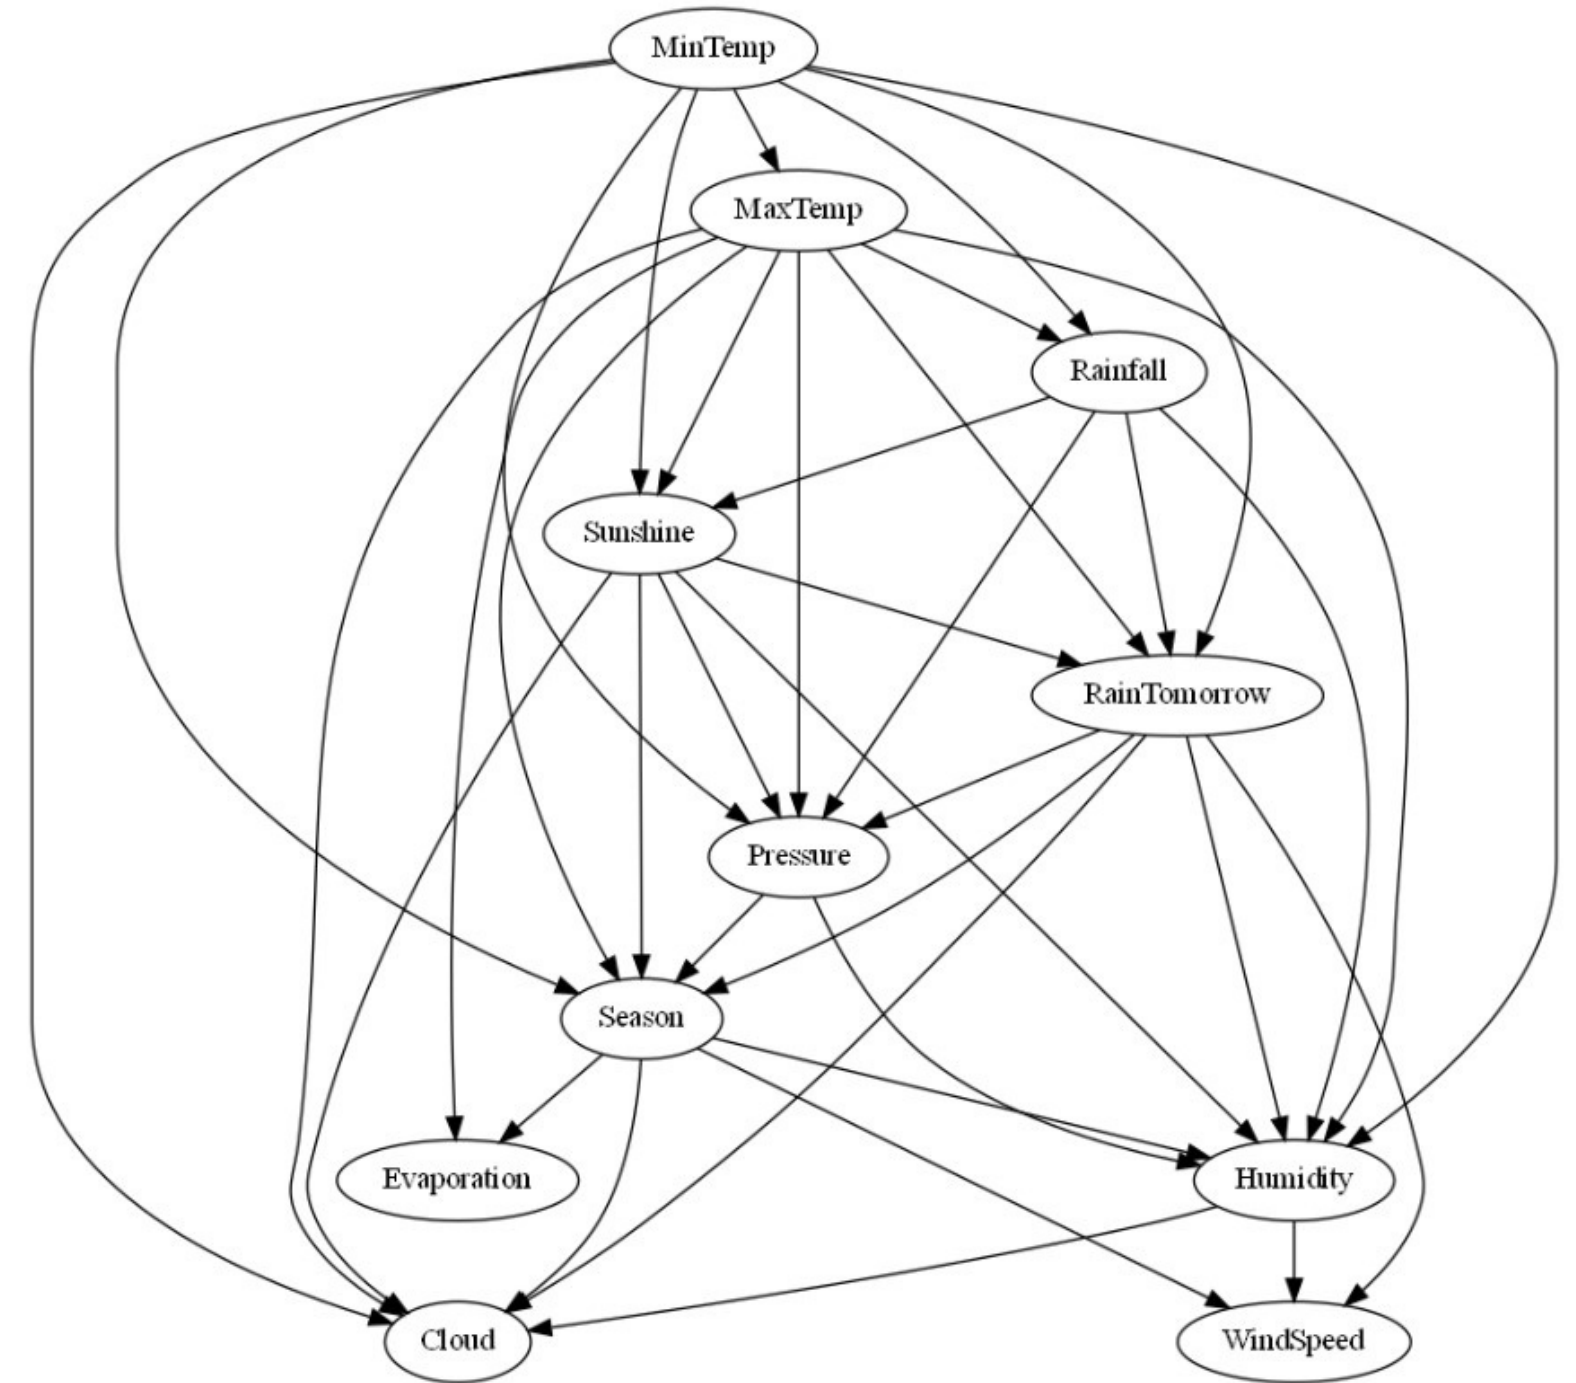 MinTemp
MaxTemp
Rainfall
Sunshine
RainTomorrow
Pressure
Season
Evaporation
Humidity
Cloud
WindSpeed